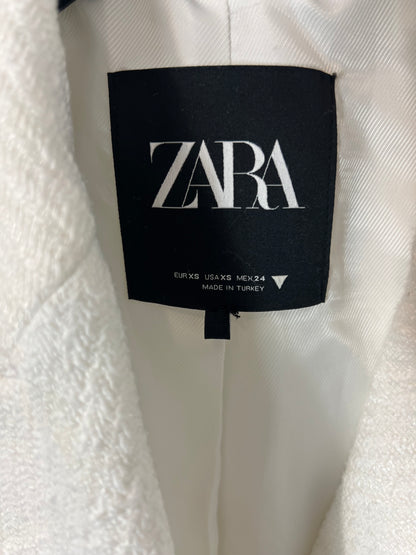 ZARA
EUR XS USA XS MEX 24
MADE IN TURKEY